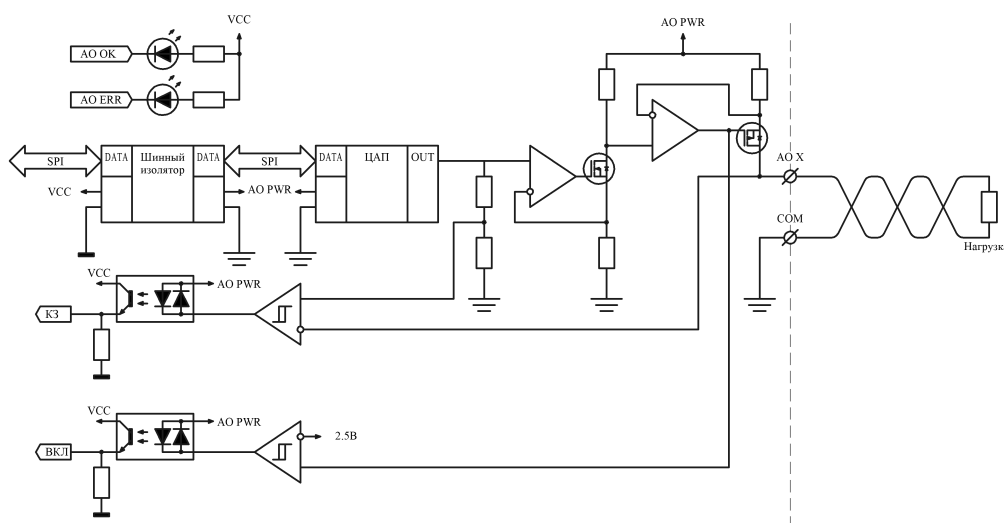 VCC
AO PWR
AO OK
AO ERR
DATA
Шинный
изолятор
DATA
DATA
ЦАП
OUT
SPI
SPI
VCC
AO PWR
AO X
COM
Нагрузк
VCC
AO PWR
КЗ
VCC
AO PWR
2.5В
ВКЛ